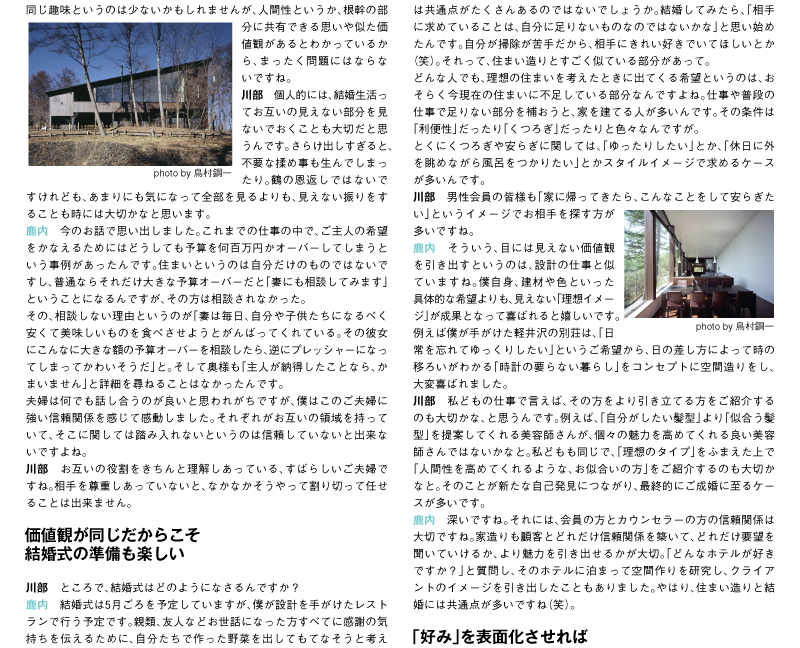 同じ趣味というのは少ないかもしれませんが、人間性というか、根幹の部
分に共有できる思いや似た価
値観があるとわかっているか
ら、まったく問題にはならな
いですね。
川部　個人的には、結婚生活っ
てお互いの見えない部分を見
ないでおくことも大切だと思
うんです。さらけ出しすぎると、
不要な揉め事も生んでしまっ
たり。鶴の恩返しではないで
photo by 鳥村鋼一
すけれども、あまりにも気になって全部を見るよりも、見えない振りをす
ることも時には大切かなと思います。
鹿内　今のお話で思い出しました。これまでの仕事の中で、ご主人の希望
をかなえるためにはどうしても予算を何百万円かオーバーしてしまうと
いう事例があったんです。住まいというのは自分だけのものではないで
すし、普通ならそれだけ大きな予算オーバーだと「妻にも相談してみます」
ということになるんですが、その方は相談されなかった。
その、相談しない理由というのが「妻は毎日、自分や子供たちになるべく
安くて美味しいものを食べさせようとがんばってくれている。その彼女
にこんなに大きな額の予算オーバーを相談したら、逆にプレッシャーになっ
てしまってかわいそうだ」と。そして奥様も「主人が納得したことなら、か
まいません」と詳細を尋ねることはなかったんです。
夫婦は何でも話し合うのが良いと思われがちですが、僕はこのご夫婦に
強い信頼関係を感じて感動しました。それぞれがお互いの領域を持って
いて、そこに関しては踏み入れないというのは信頼していないと出来な
いですよね。
川部　お互いの役割をきちんと理解しあっている、すばらしいご夫婦で
すね。相手を尊重しあっていないと、なかなかそうやって割り切って任せ
ることは出来ません。
価値観が同じだからこそ
結婚式の準備も楽しい
川部　ところで、結婚式はどのようになさるんですか？
鹿内　結婚式は5月ごろを予定していますが、僕が設計を手がけたレスト
ランで行う予定です。親類、友人などお世話になった方すべてに感謝の気
持ちを伝えるために、自分たちで作った野菜を出してもてなそうと考え
は共通点がたくさんあるのではないでしょうか。結婚してみたら、「相手
に求めていることは、自分に足りないものなのではないかな」と思い始め
たんです。自分が掃除が苦手だから、相手にきれい好きでいてほしいとか
（笑）。それって、住まい造りとすごく似ている部分があって。
どんな人でも、理想の住まいを考えたときに出てくる希望というのは、お
そらく今現在の住まいに不足している部分なんですよね。仕事や普段の
仕事で足りない部分を補おうと、家を建てる人が多いんです。その条件は
「利便性」だったり「くつろぎ」だったりと色々なんですが。
とくにくつろぎや安らぎに関しては、「ゆったりしたい」とか、「休日に外
を眺めながら風呂をつかりたい」とかスタイルイメージで求めるケース
が多いんです。
川部　男性会員の皆様も「家に帰ってきたら、こんなことをして安らぎた
い」というイメージでお相手を探す方が
多いですね。
鹿内　そういう、目には見えない価値観
を引き出すというのは、設計の仕事と似
ていますね。僕自身、建材や色といった
具体的な希望よりも、見えない「理想イメー
ジ」が成果となって喜ばれると嬉しいです。
例えば僕が手がけた軽井沢の別荘は、「日
photo by 鳥村鋼一
常を忘れてゆっくりしたい」というご希望から、日の差し方によって時の
移ろいがわかる「時計の要らない暮らし」をコンセプトに空間造りをし、
大変喜ばれました。
川部　私どもの仕事で言えば、その方をより引き立てる方をご紹介する
のも大切かな、と思うんです。例えば、「自分がしたい髪型」より「似合う髪
型」を提案してくれる美容師さんが、個々の魅力を高めてくれる良い美容
師さんではないかなと。私どもも同じで、「理想のタイプ」をふまえた上で
「人間性を高めてくれるような、お似合いの方」をご紹介するのも大切か
なと。そのことが新たな自己発見につながり、最終的にご成婚に至るケー
スが多いです。
鹿内　深いですね。それには、会員の方とカウンセラーの方の信頼関係は
大切ですね。家造りも顧客とどれだけ信頼関係を築いて、どれだけ要望を
聞いていけるか、より魅力を引き出せるかが大切。「どんなホテルが好き
ですか？」と質問し、そのホテルに泊まって空間作りを研究し、クライア
ントのイメージを引き出したこともありました。やはり、住まい造りと結
婚には共通点が多いですね（笑）。
「好み」を表面化させれば